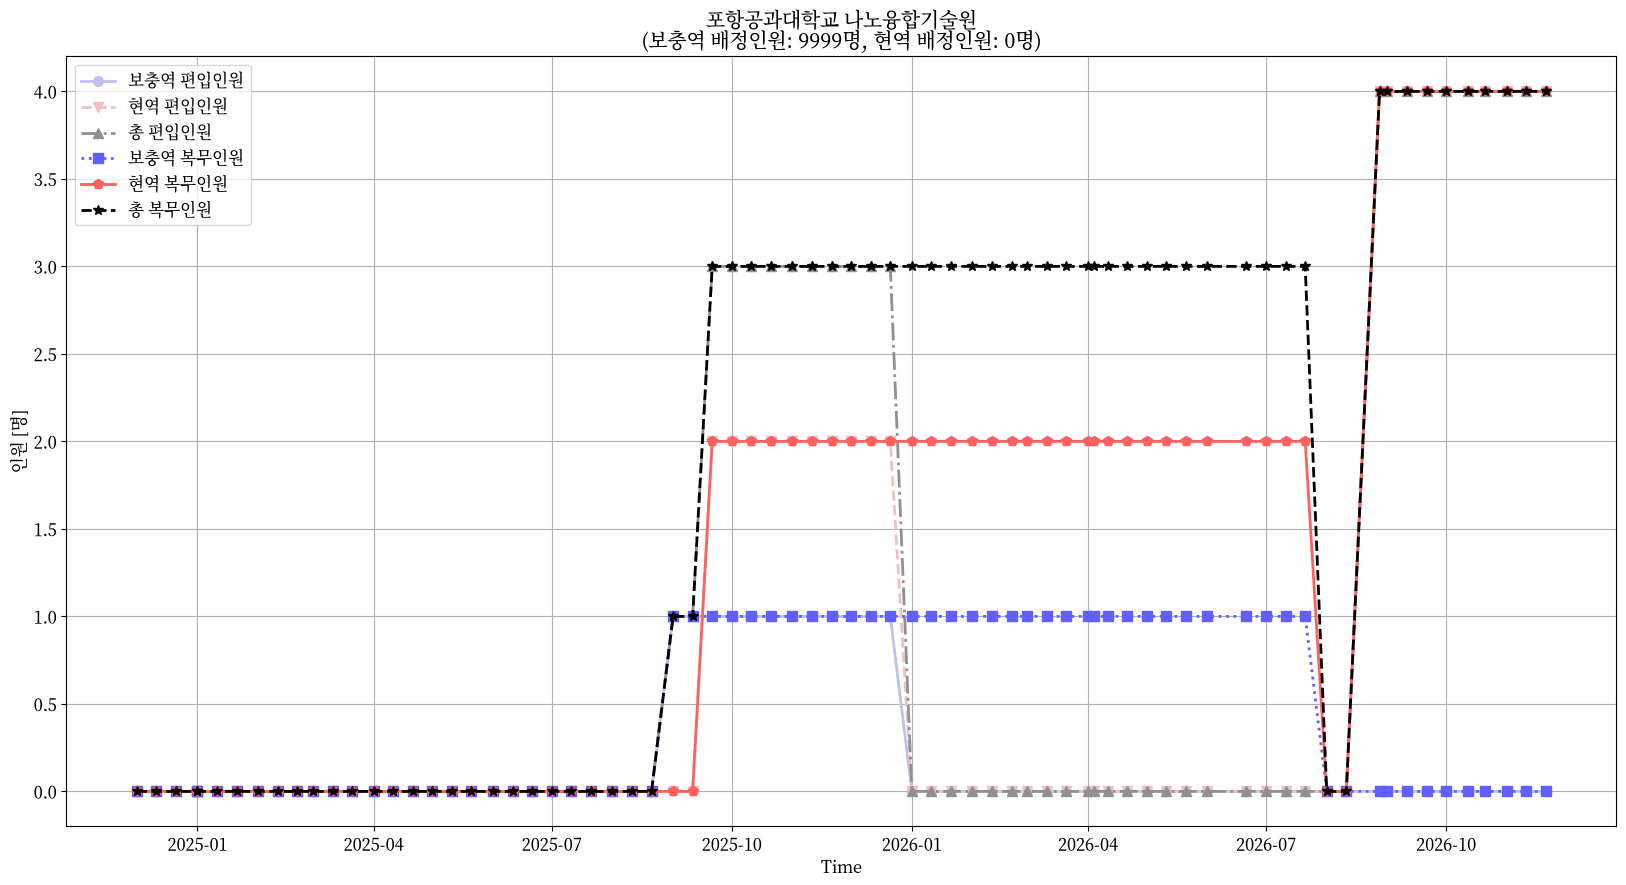 포항공과대학교 나노융합기술원
(보충역 배정인원: 9999명, 현역 배정인원: 0명)
보충역 편입인원
현역 편입인원
총 편입인원
보충역 복무인원
현역 복무인원
총 복무인원
4.0
3.5
3.0
2.5
2.0
1.5
1.0
0.5
0.0
인원 [명]
2025-01
2025-04
2025-07
2025-10
2026-01
2026-04
2026-07
2026-10
Time